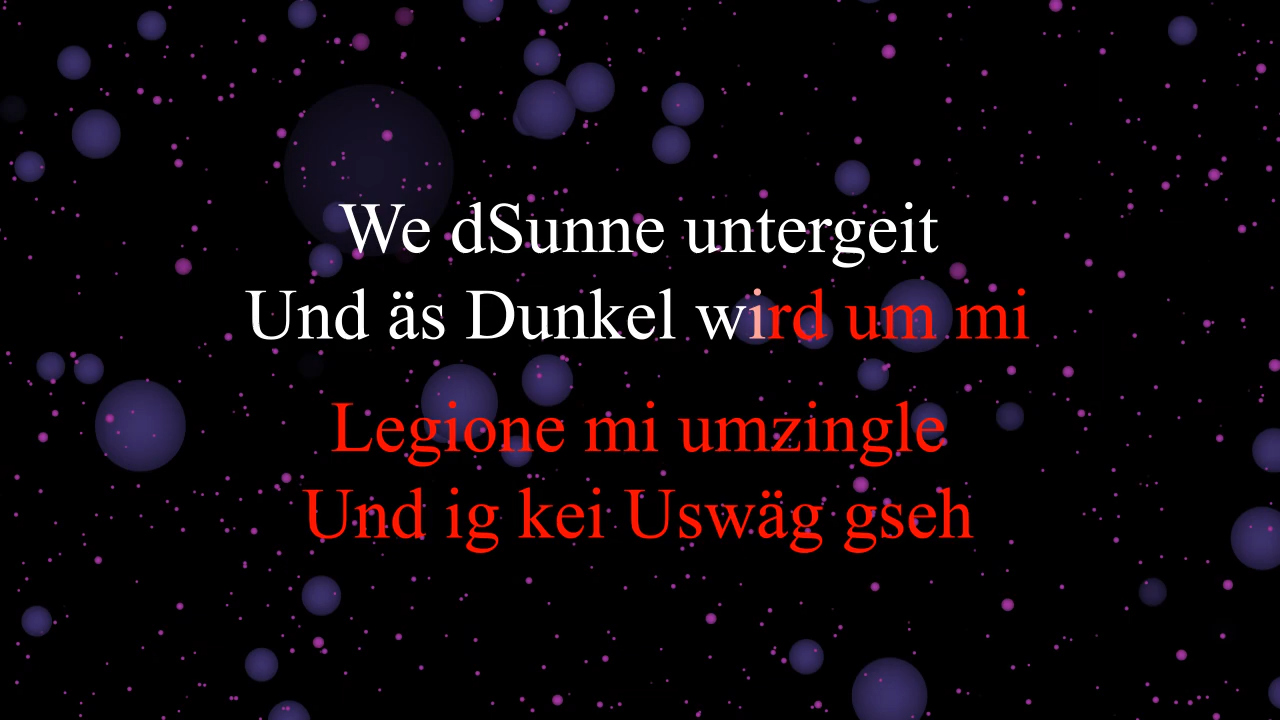 We dSunne untergeit
Und äs Dunkel wird um mi
Legione mi umzingle
Und ig kei Uswäg gseh